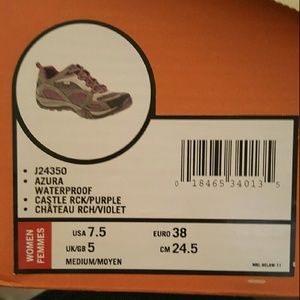 J24350
AZURA
WATERPROOF
CASTLE RCK/PURPLE
CHÂTEAU RCH/VIOLET
0 18465 34013 5
WOMEN
FEMMES
USA 7.5
EURO 38
UK/GB 5
CM 24.5
MEDIUM/MOYEN